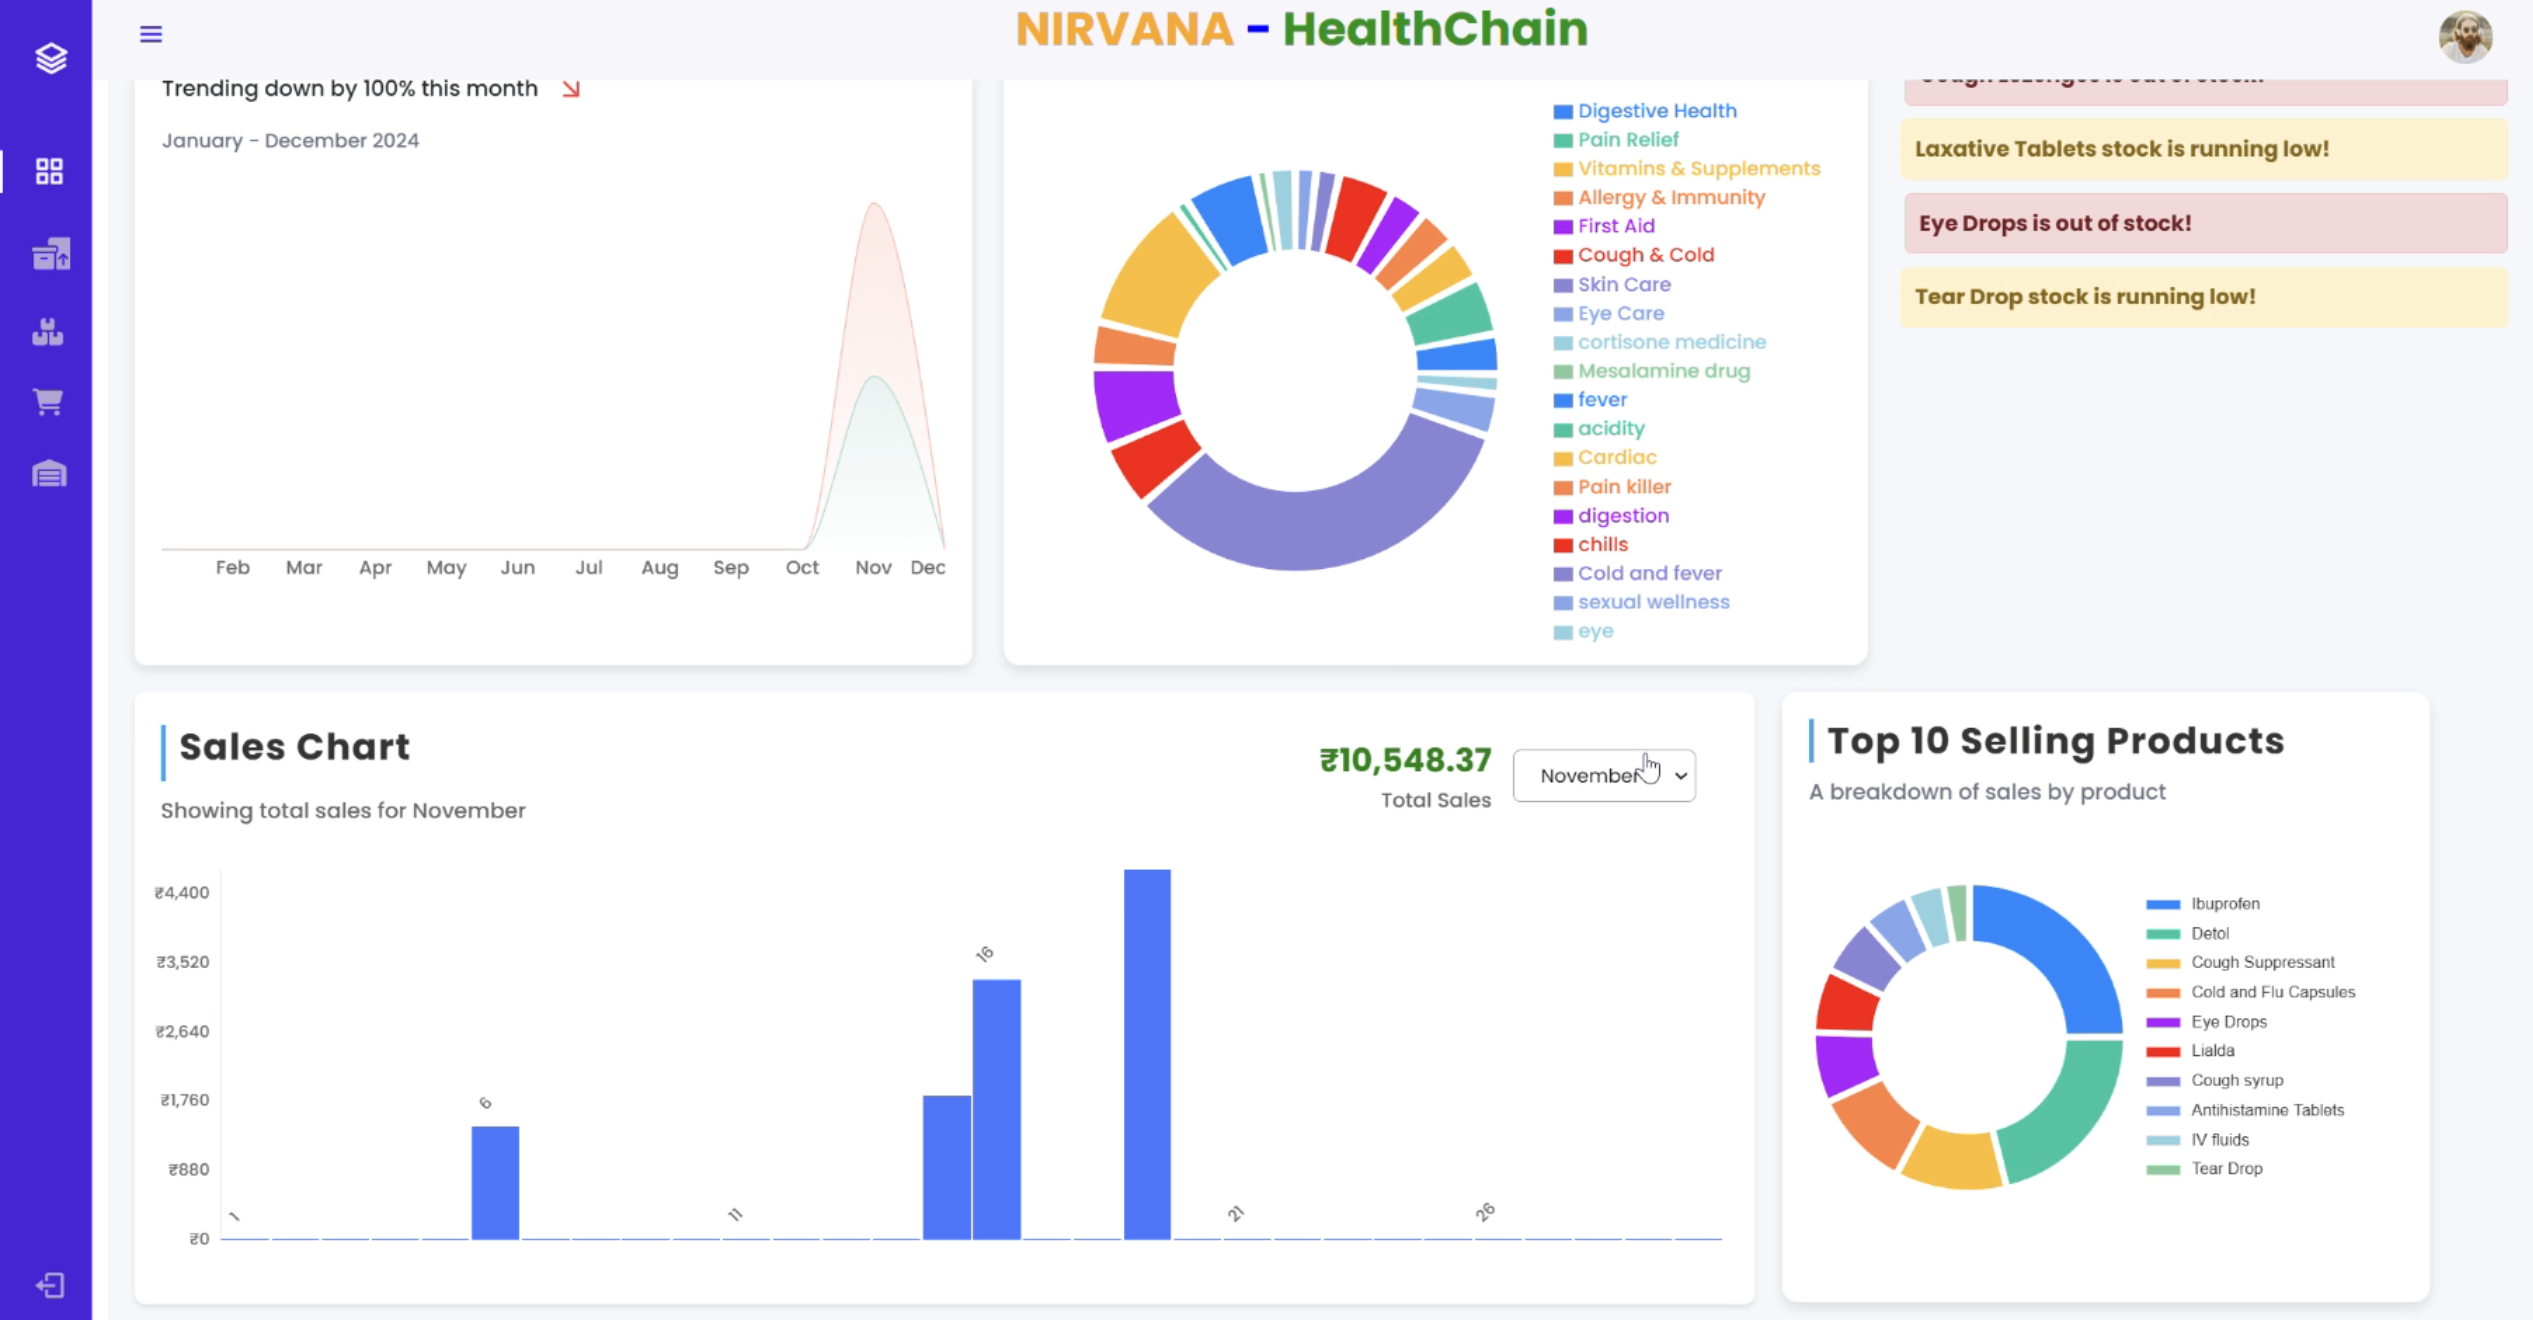 NIRVANA - HealthChain
Trending down by 100% this month
January - December 2024
Feb Mar Apr May Jun Jul Aug Sep Oct Nov Dec
Digestive Health
Pain Relief
Vitamins & Supplements
Allergy & Immunity
First Aid
Cough & Cold
Skin Care
Eye Care
cortisone medicine
Mesalamine drug
fever
acidity
Cardiac
Pain killer
digestion
chills
Cold and fever
sexual wellness
eye
Laxative Tablets stock is running low!
Eye Drops is out of stock!
Tear Drop stock is running low!
Sales Chart
Showing total sales for November
₹10,548.37
Total Sales
November
₹4,400
₹3,520
₹2,640
₹1,760
₹880
₹0
1 6 11 16 21 26
Top 10 Selling Products
A breakdown of sales by product
Ibuprofen
Detol
Cough Suppressant
Cold and Flu Capsules
Eye Drops
Lialda
Cough syrup
Antihistamine Tablets
IV fluids
Tear Drop